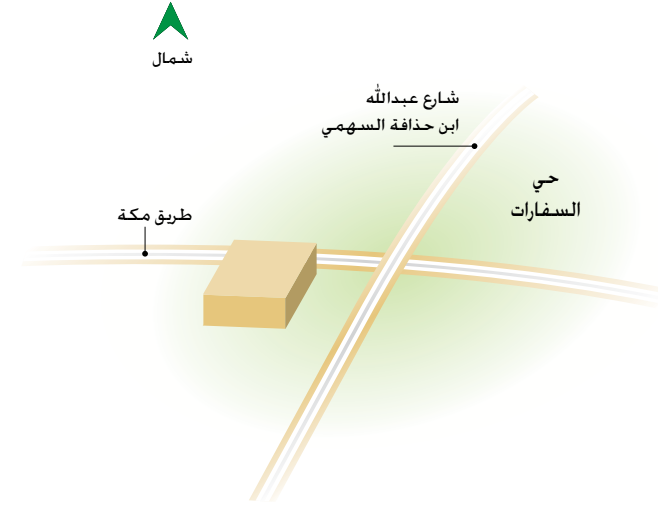 شمال
شارع عبدالله
ابن حذافة السهمي
حي
السفارات
طريق مكة